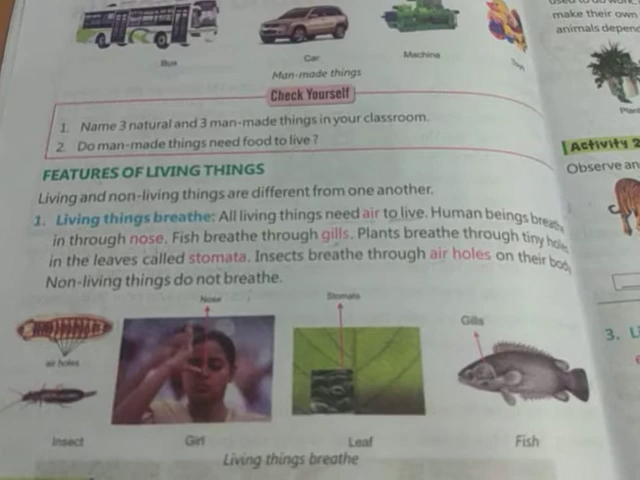 Bus
Car
Machine
Man-made things
Check Yourself
1. Name 3 natural and 3 man-made things in your classroom.
2. Do man-made things need food to live ?
FEATURES OF LIVING THINGS
Living and non-living things are different from one another.
1. Living things breathe: All living things need air to live. Human beings breathe
in through nose. Fish breathe through gills. Plants breathe through tiny holes
in the leaves called stomata. Insects breathe through air holes on their body
Non-living things do not breathe.
Nose
Stomata
Gills
air holes
Insect
Girl
Leaf
Fish
Living things breathe
make their own
animals depen
Plan
Activity 2
Observe an
3. Li